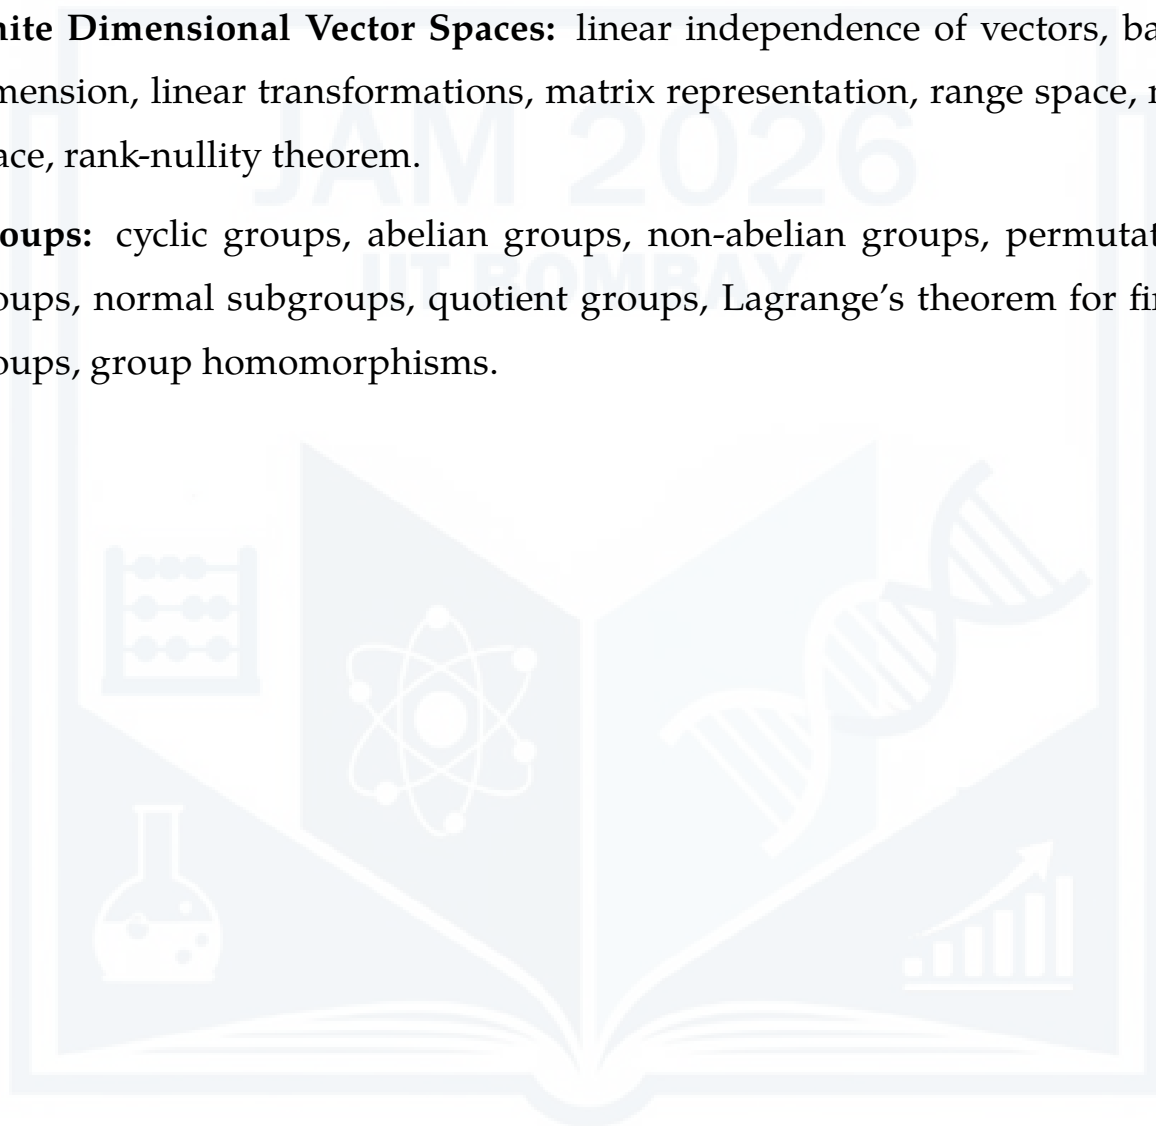 nite Dimensional Vector Spaces: linear independence of vectors, ba
mension, linear transformations, matrix representation, range space, n
ace, rank-nullity theorem.
oups: cyclic groups, abelian groups, non-abelian groups, permutat
oups, normal subgroups, quotient groups, Lagrange's theorem for fin
oups, group homomorphisms.
JAM 2026
IIT BOMBAY